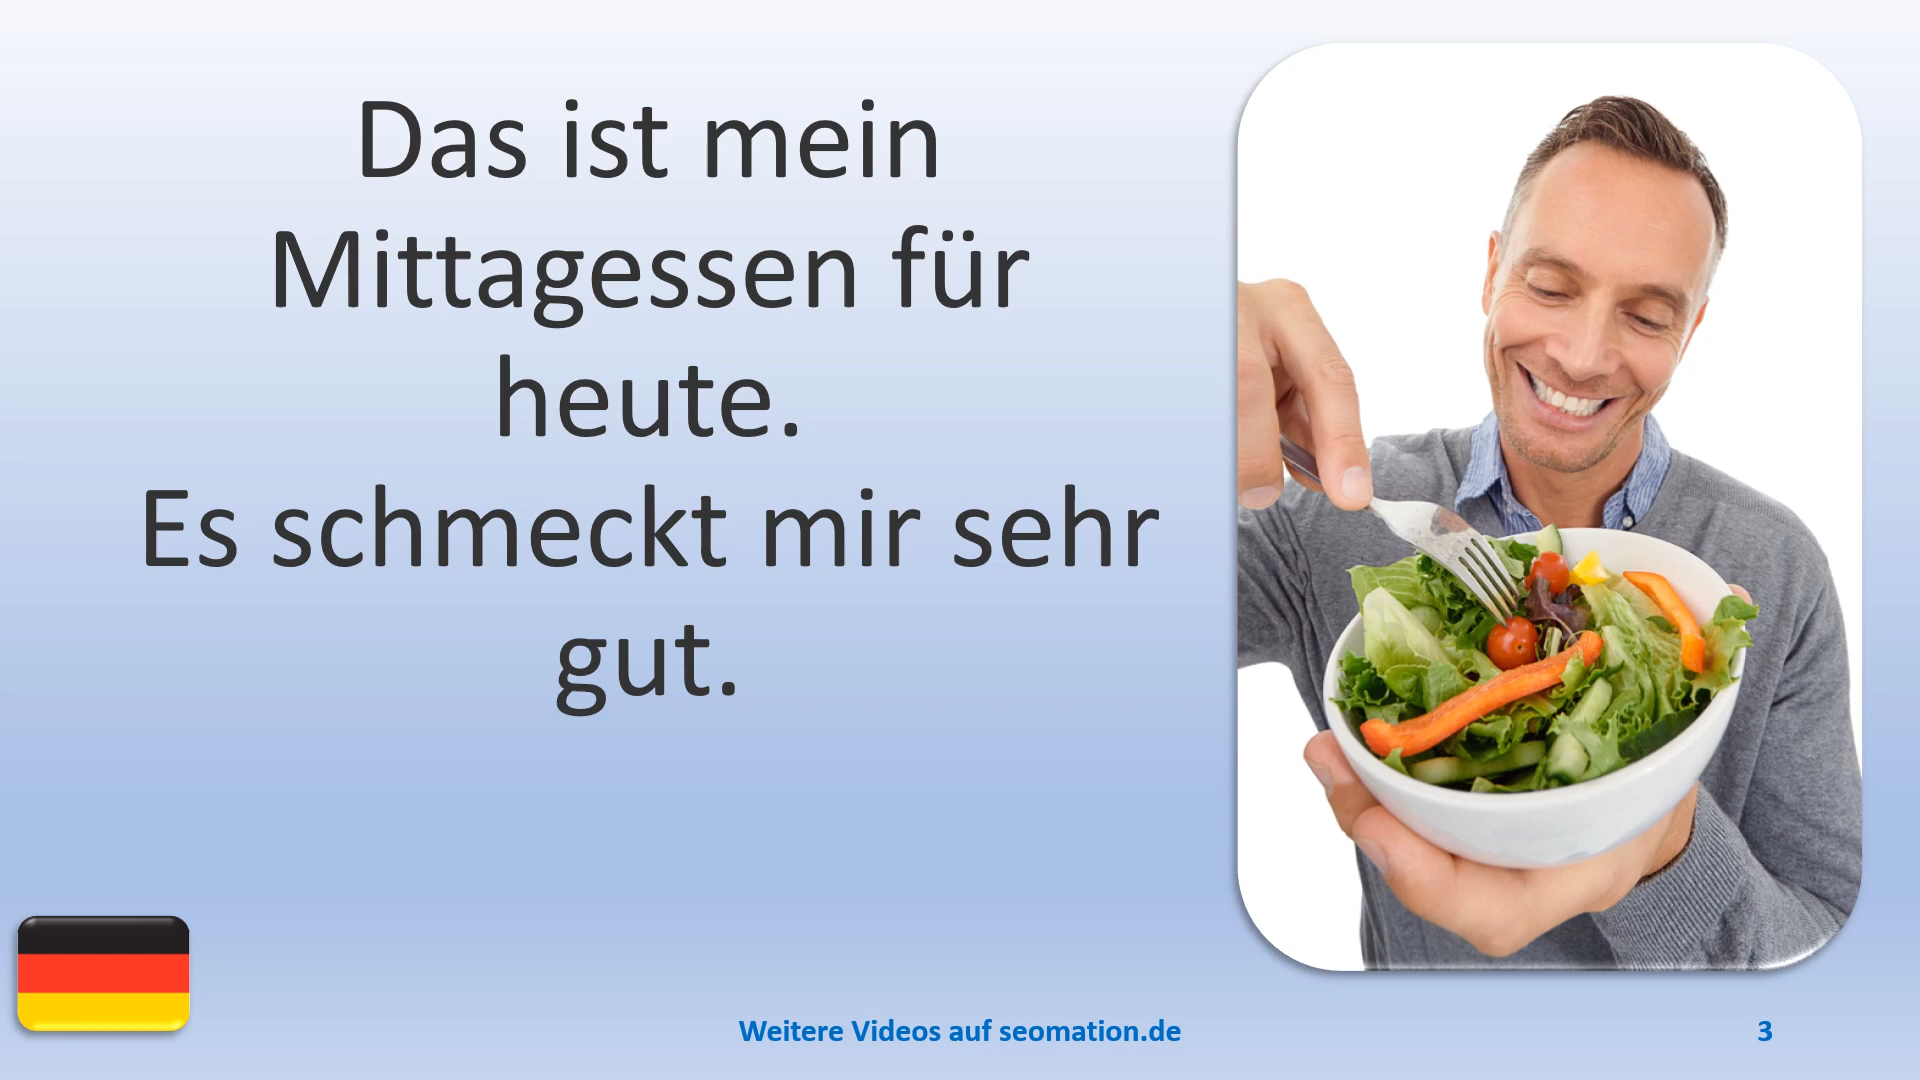 Das ist mein
Mittagessen für
heute.
Es schmeckt mir sehr
gut.
Weitere Videos auf seomation.de
3